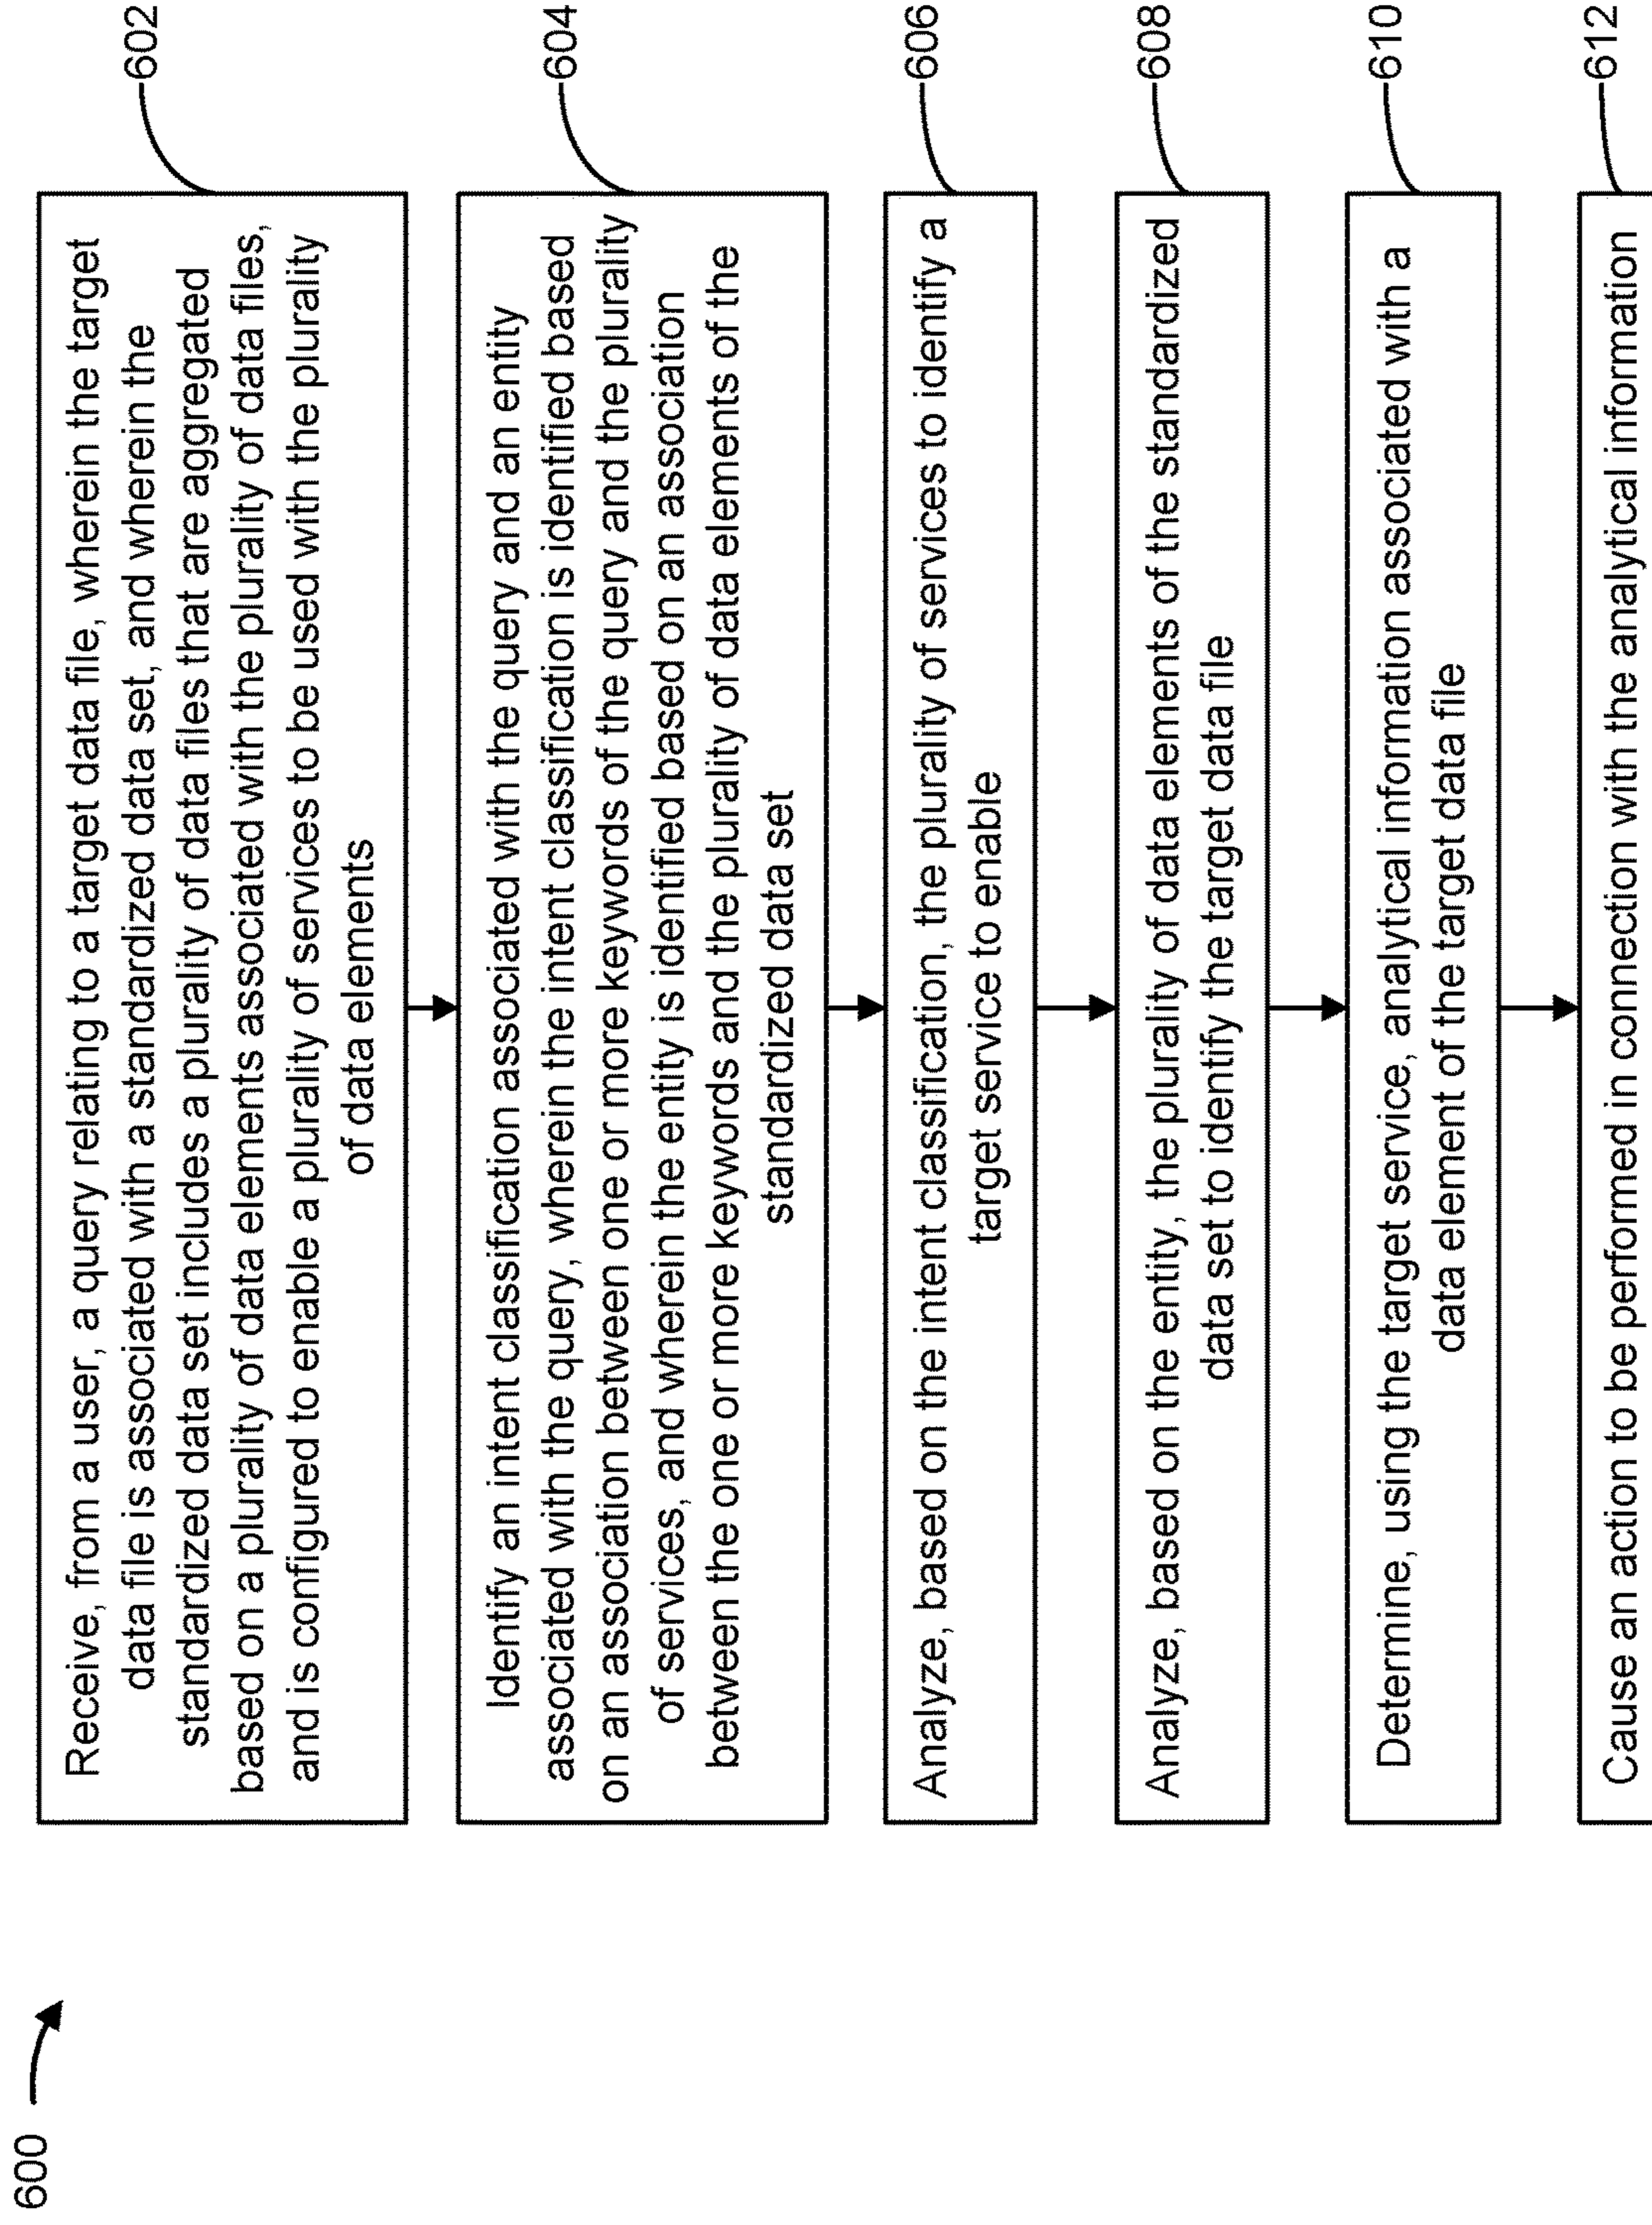 600
Receive, from a user, a query relating to a target data file, wherein the target
data file is associated with a standardized data set, and wherein the
standardized data set includes a plurality of data files that are aggregated
based on a plurality of data elements associated with the plurality of data files,
and is configured to enable a plurality of services to be used with the plurality
of data elements
602
Identify an intent classification associated with the query and an entity
associated with the query, wherein the intent classification is identified based
on an association between one or more keywords of the query and the plurality
of services, and wherein the entity is identified based on an association
between the one or more keywords and the plurality of data elements of the
standardized data set
604
Analyze, based on the intent classification, the plurality of services to identify a
target service to enable
606
Analyze, based on the entity, the plurality of data elements of the standardized
data set to identify the target data file
608
Determine, using the target service, analytical information associated with a
data element of the target data file
610
Cause an action to be performed in connection with the analytical information
612